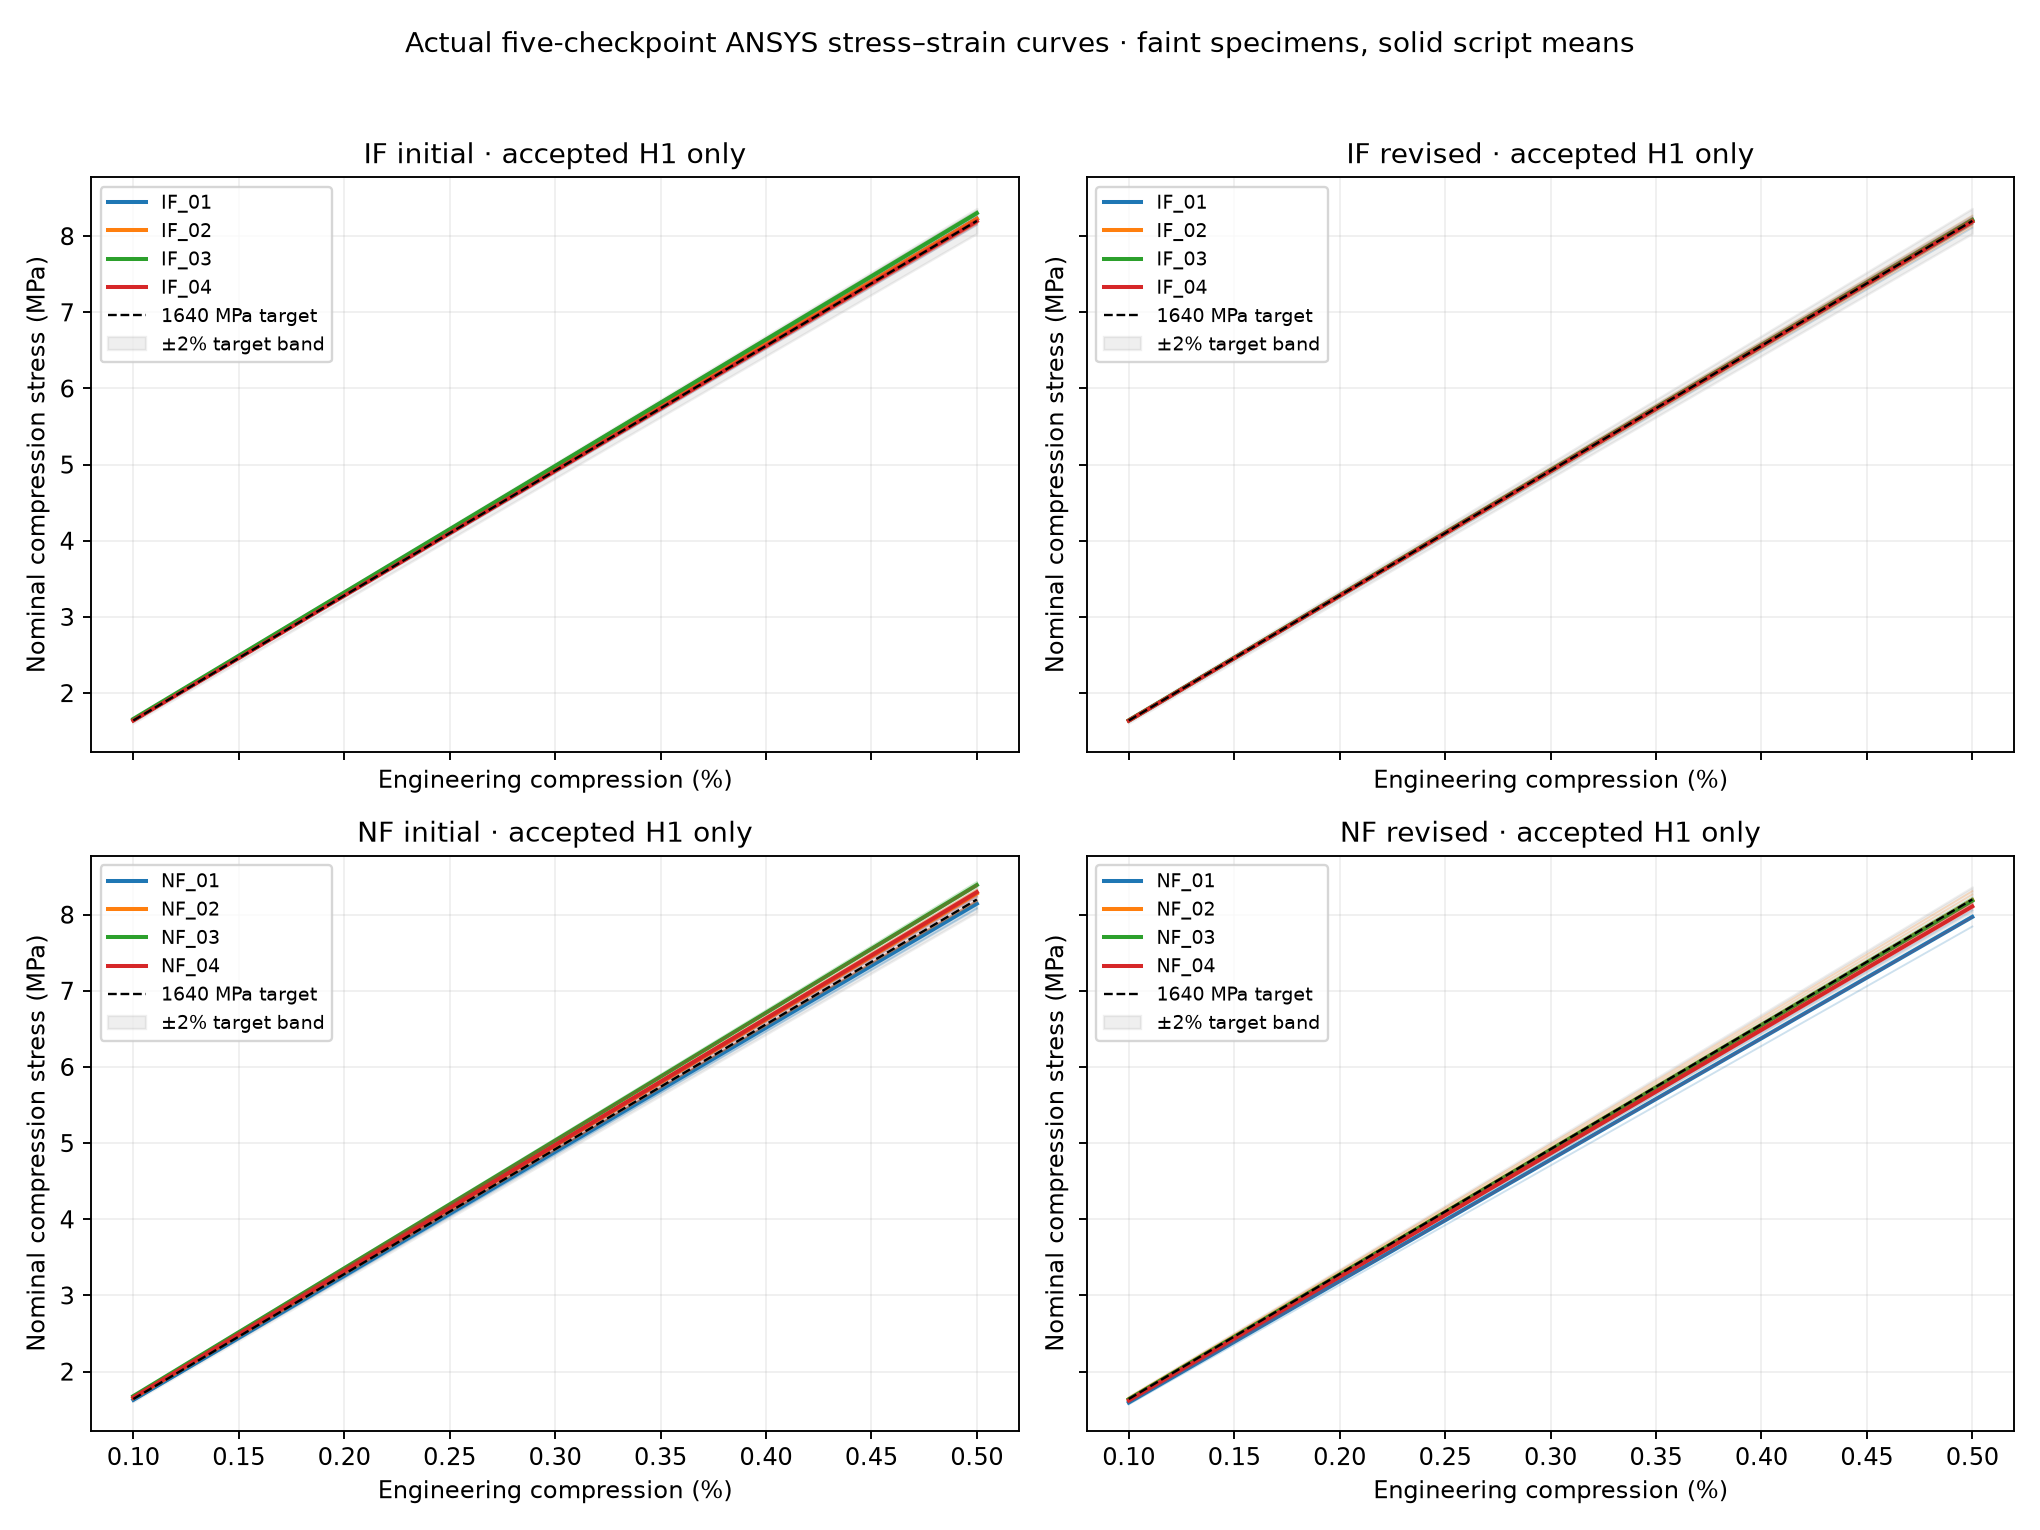 Actual five-checkpoint ANSYS stress–strain curves · faint specimens, solid script means
IF initial · accepted H1 only
IF_01
IF_02
IF_03
IF_04
1640 MPa target
±2% target band
8
7
6
5
4
3
2
Nominal compression stress (MPa)
Engineering compression (%)
IF revised · accepted H1 only
IF_01
IF_02
IF_03
IF_04
1640 MPa target
±2% target band
Nominal compression stress (MPa)
Engineering compression (%)
NF initial · accepted H1 only
NF_01
NF_02
NF_03
NF_04
1640 MPa target
±2% target band
8
7
6
5
4
3
2
Nominal compression stress (MPa)
0.10 0.15 0.20 0.25 0.30 0.35 0.40 0.45 0.50
Engineering compression (%)
NF revised · accepted H1 only
NF_01
NF_02
NF_03
NF_04
1640 MPa target
±2% target band
Nominal compression stress (MPa)
0.10 0.15 0.20 0.25 0.30 0.35 0.40 0.45 0.50
Engineering compression (%)